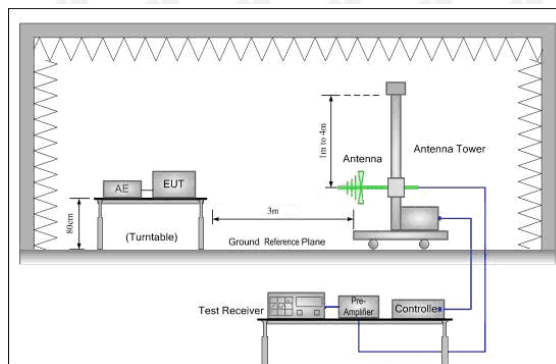 1m to 4m
Antenna
Antenna Tower
AE
EUT
80cm
(Turntable)
3m
Ground Reference Plane
Test Receiver
Pre-
Amplifier
Controller